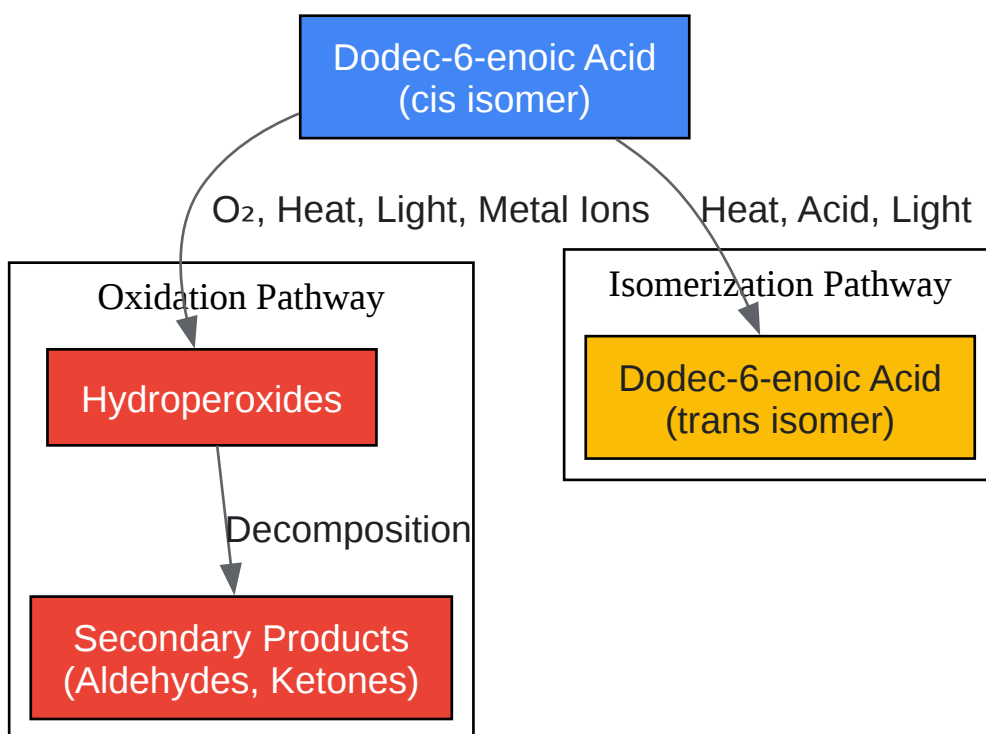 Dodec-6-enoic Acid
(cis isomer)
O₂, Heat, Light, Metal Ions
Heat, Acid, Light
Oxidation Pathway
Isomerization Pathway
Hydroperoxides
Dodec-6-enoic Acid
(trans isomer)
Decomposition
Secondary Products
(Aldehydes, Ketones)